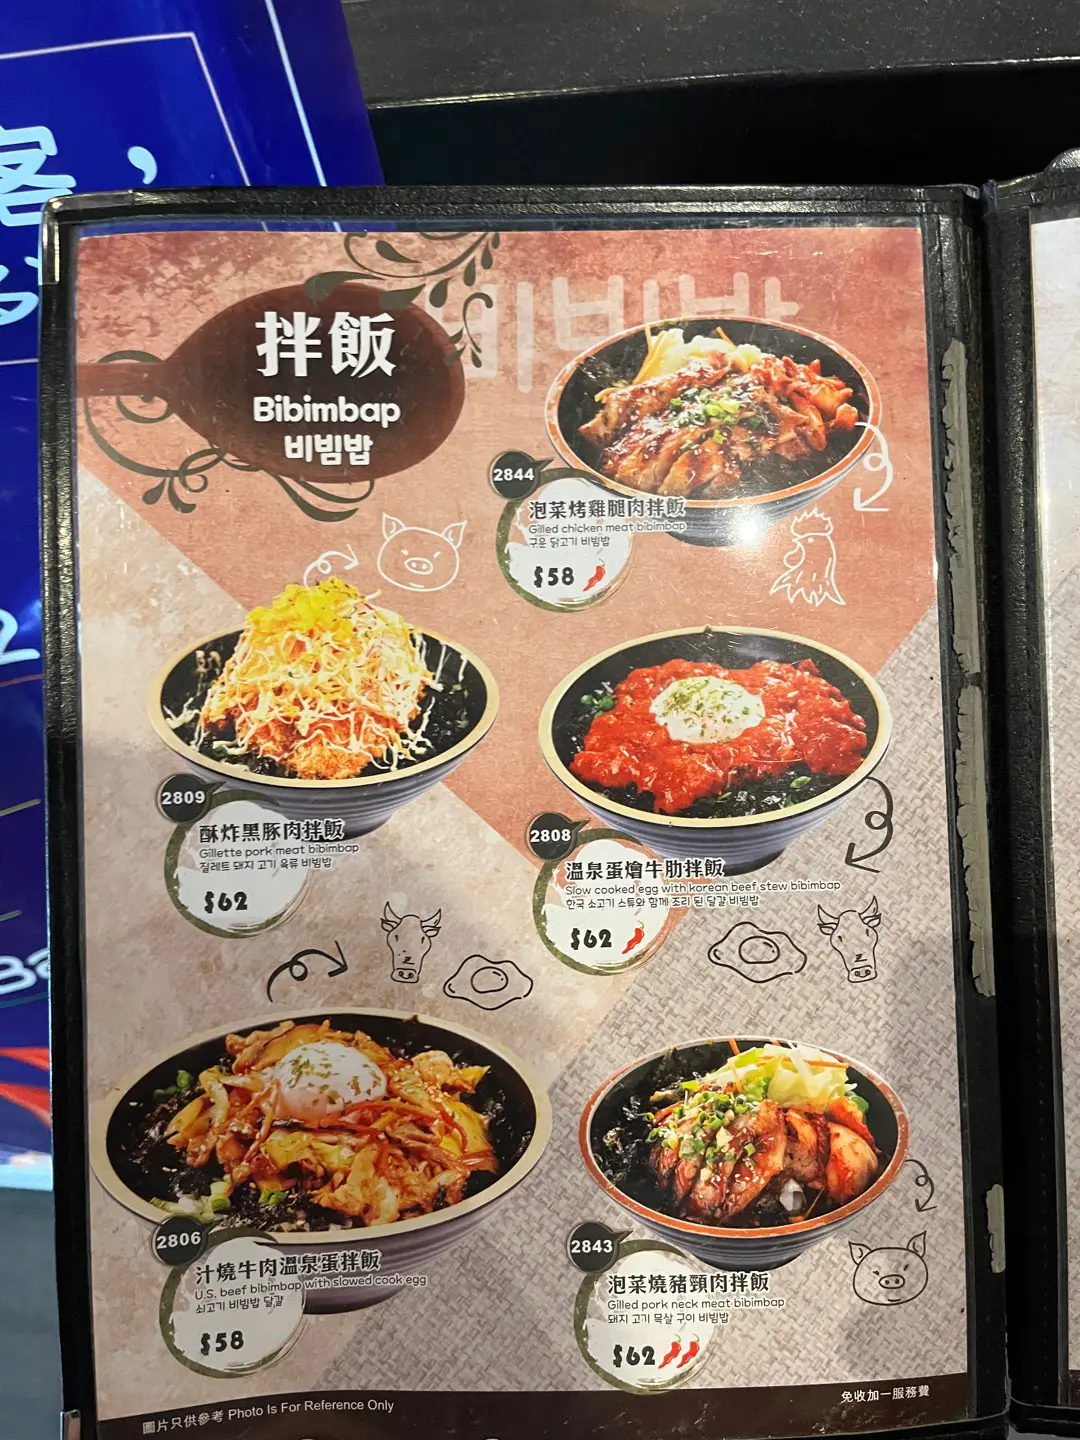 客，
비빔밥
拌飯
Bibimbap
비빔밥
2844
泡菜烤雞腿肉拌飯
Gilled chicken meat bibimbap
구운 닭고기 비빔밥
$58
2809
酥炸黑豚肉拌飯
Gillette pork meat bibimbap
질레트 돼지 고기 육류 비빔밥
$62
2808
溫泉蛋燴牛肋拌飯
Slow cooked egg with korean beef stew bibimbap
한국 소고기 스튜와 함께 조리 된 달걀 비빔밥
$62
2806
汁燒牛肉溫泉蛋拌飯
U.S. beef bibimbap with slowed cook egg
쇠고기 비빔밥 달걀
$58
2843
泡菜燒豬頸肉拌飯
Gilled pork neck meat bibimbap
돼지 고기 목살 구이 비빔밥
$62
圖片只供參考 Photo Is For Reference Only
免收加一服務費